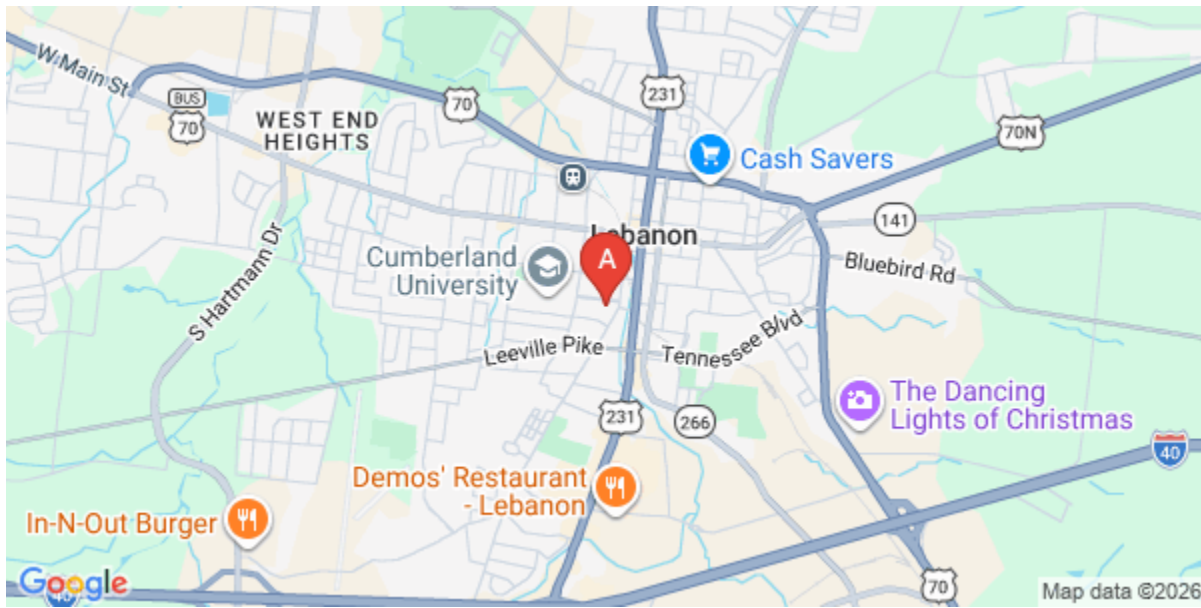 W Main St
BUS
70
WEST END
HEIGHTS
70
231
70N
Cash Savers
141
Lebanon
Cumberland
University
A
Bluebird Rd
S Hartmann Dr
Leeville Pike
Tennessee Blvd
The Dancing
Lights of Christmas
231
266
40
Demos' Restaurant
- Lebanon
In-N-Out Burger
Google
40
70
Map data ©2026